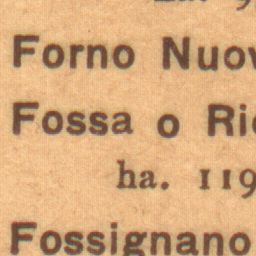 Forno Nuov
Fossa o Ri
ha. 119
Fossignano